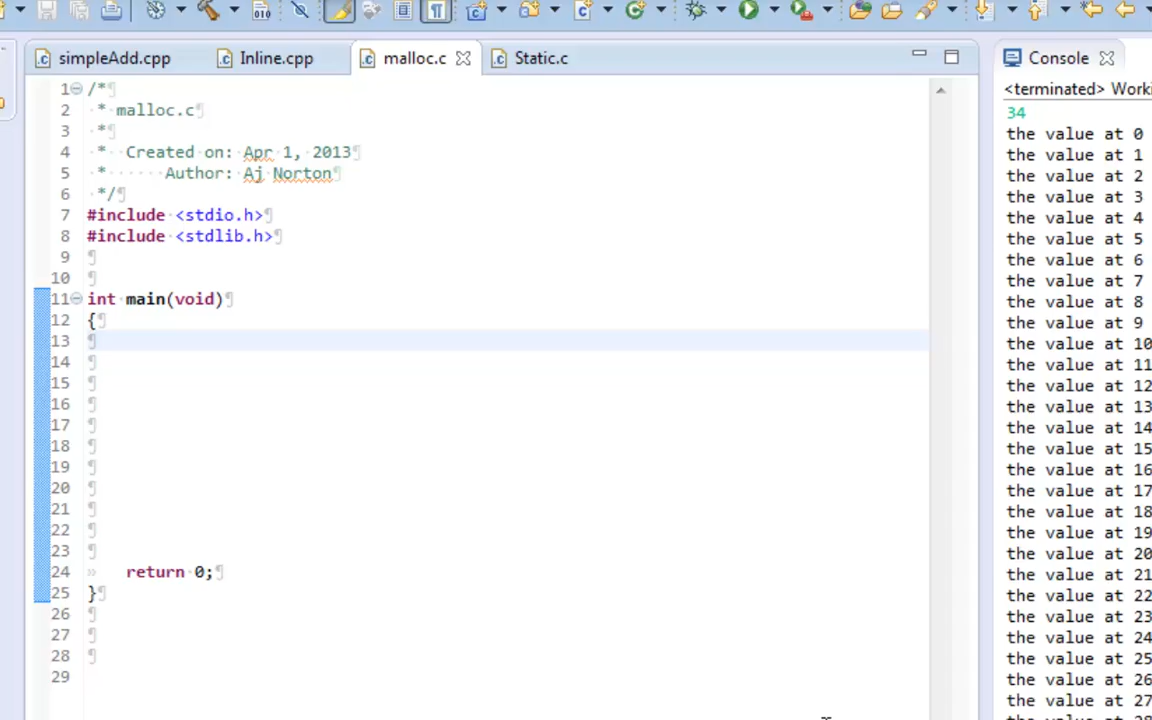 simpleAdd.cpp Inline.cpp malloc.c Static.c
1 /*
2 * malloc.c
3 *
4 * Created on: Apr 1, 2013
5 * Author: Aj Norton
6 */
7 #include <stdio.h>
8 #include <stdlib.h>
9
10
11 int main(void)
12 {
13
14
15
16
17
18
19
20
21
22
23
24 return 0;
25 }
26
27
28
29
Console
<terminated> Worki
34
the value at 0
the value at 1
the value at 2
the value at 3
the value at 4
the value at 5
the value at 6
the value at 7
the value at 8
the value at 9
the value at 10
the value at 11
the value at 12
the value at 13
the value at 14
the value at 15
the value at 16
the value at 17
the value at 18
the value at 19
the value at 20
the value at 21
the value at 22
the value at 23
the value at 24
the value at 25
the value at 26
the value at 27